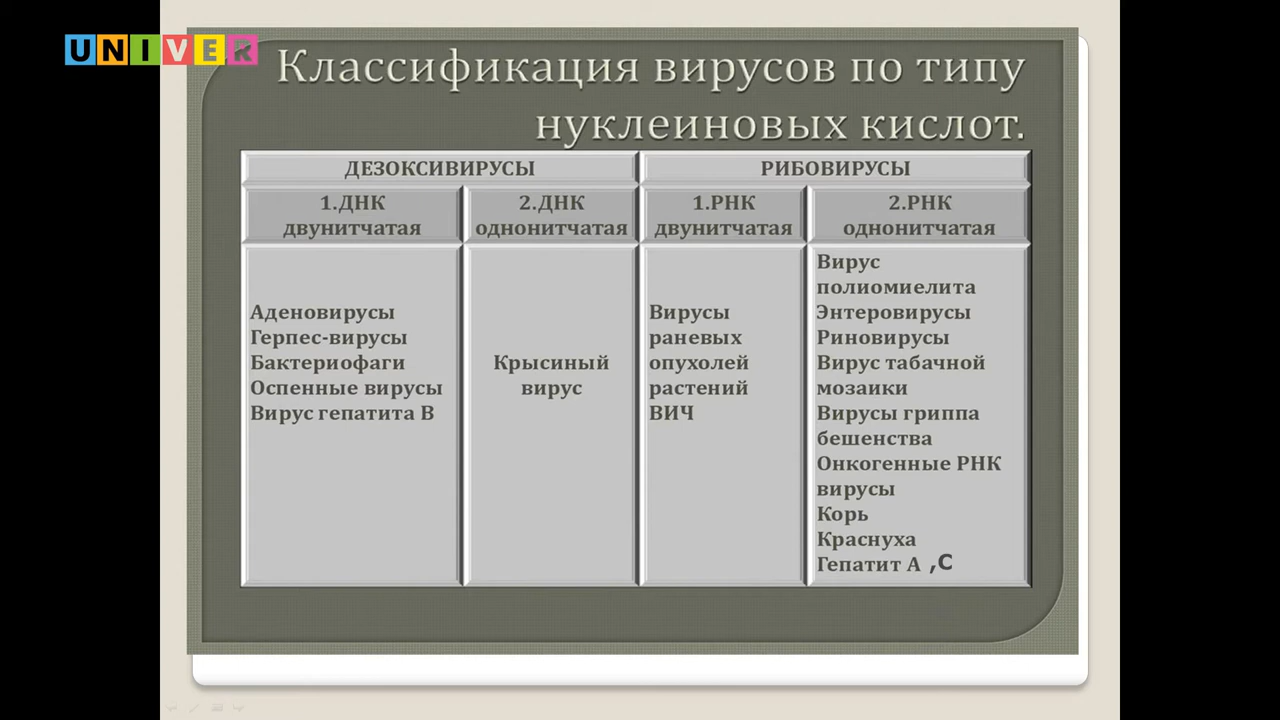 UNIVER
Классификация вирусов по типу
нуклеиновых кислот.
ДЕЗОКСИВИРУСЫ
РИБОВИРУСЫ
1.ДНК
двунитчатая
2.ДНК
однонитчатая
1.РНК
двунитчатая
2.РНК
однонитчатая
Аденовирусы
Герпес-вирусы
Бактериофаги
Оспенные вирусы
Вирус гепатита В
Крысиный
вирус
Вирусы
раневых
опухолей
растений
ВИЧ
Вирус
полиомиелита
Энтеровирусы
Риновирусы
Вирус табачной
мозаики
Вирусы гриппа
бешенства
Онкогенные РНК
вирусы
Корь
Краснуха
Гепатит А ,С